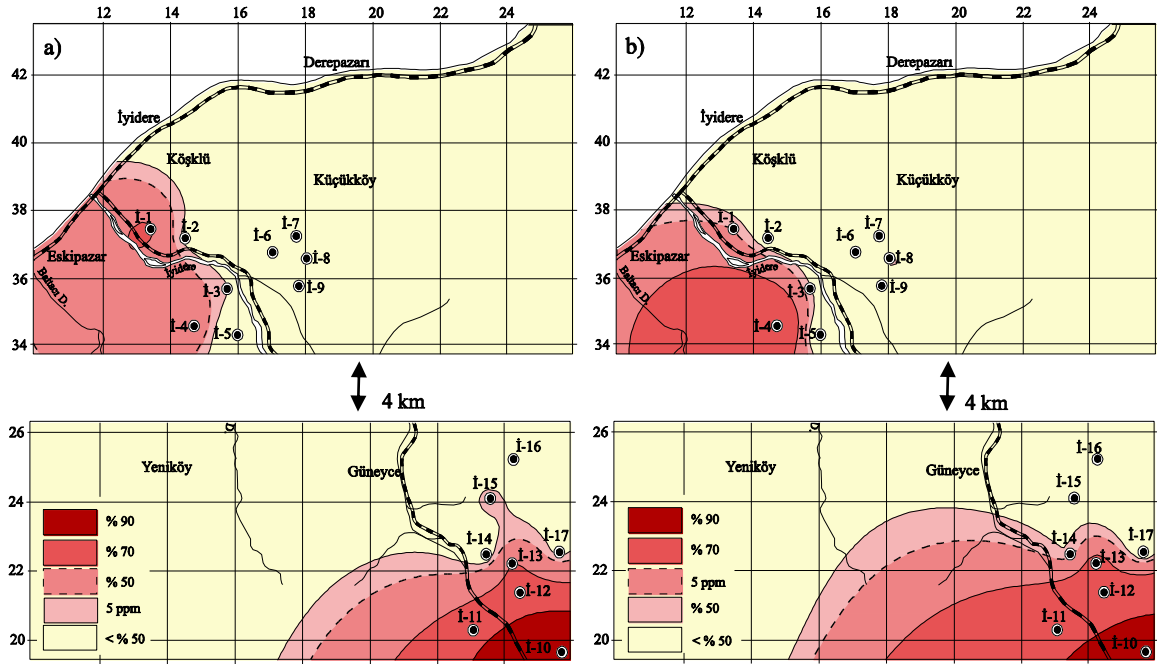 12 14 16 18 20 22 24
a)
42
40
38
36
34
Derepazarı
İyidere
Köşklü
Küçükköy
İ-1
İ-2
İ-7
İ-6
İ-8
Eskipazar
İyidere
Baltacı D.
İ-3
İ-9
İ-4
İ-5
12 14 16 18 20 22 24
b)
42
40
38
36
34
Derepazarı
İyidere
Köşklü
Küçükköy
İ-1
İ-2
İ-7
İ-6
İ-8
Eskipazar
İyidere
Baltacı D.
İ-3
İ-9
İ-4
İ-5
4 km
4 km
26
24
22
20
D.
Yeniköy
Güneyce
İ-16
İ-15
İ-17
İ-14
İ-13
İ-12
İ-11
İ-10
% 90
% 70
% 50
5 ppm
< % 50
26
24
22
20
D.
Yeniköy
Güneyce
İ-16
İ-15
İ-17
İ-14
İ-13
İ-12
İ-11
İ-10
% 90
% 70
5 ppm
% 50
< % 50